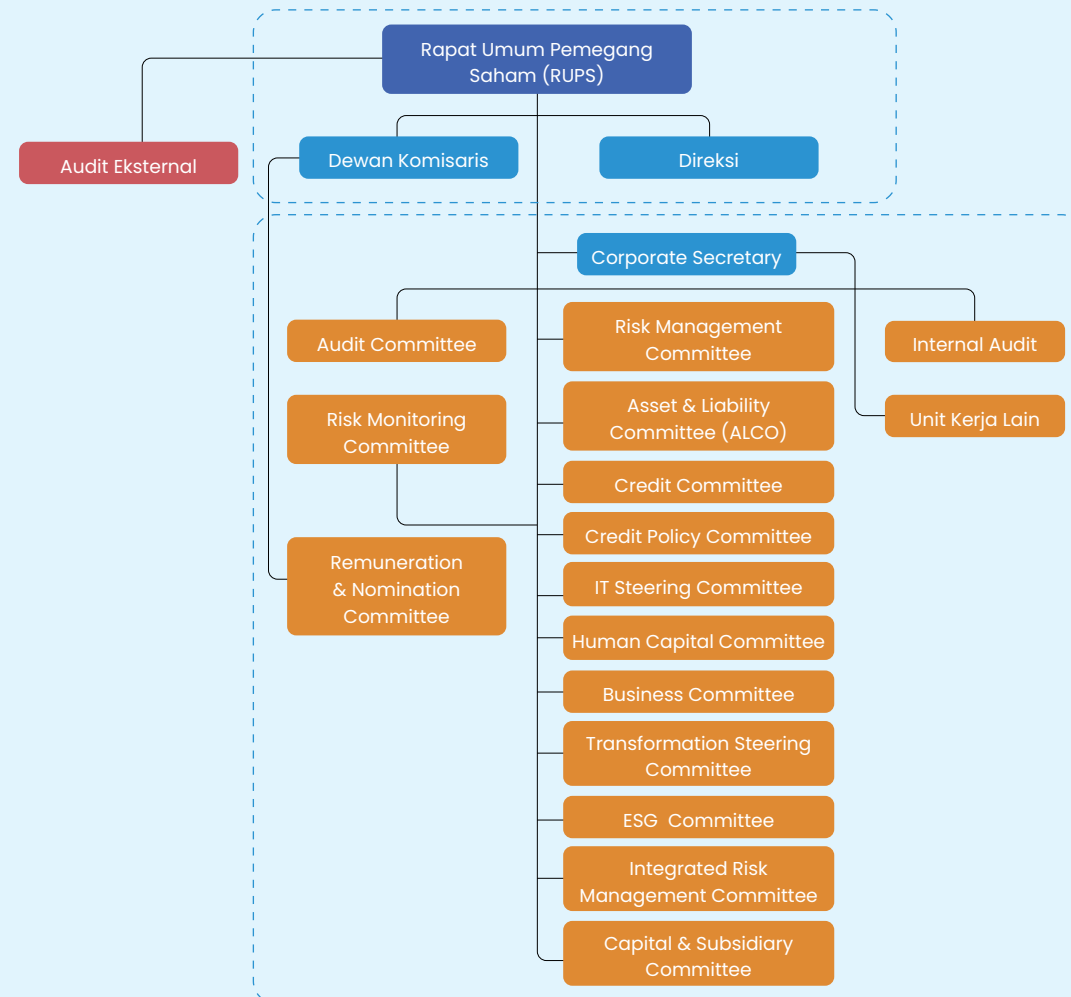 Rapat Umum Pemegang
Saham (RUPS)
Audit Eksternal
Dewan Komisaris
Direksi
Corporate Secretary
Audit Committee
Risk Monitoring
Committee
Remuneration
& Nomination
Committee
Risk Management
Committee
Asset & Liability
Committee (ALCO)
Credit Committee
Credit Policy Committee
IT Steering Committee
Human Capital Committee
Business Committee
Transformation Steering
Committee
ESG Committee
Integrated Risk
Management Committee
Capital & Subsidiary
Committee
Internal Audit
Unit Kerja Lain